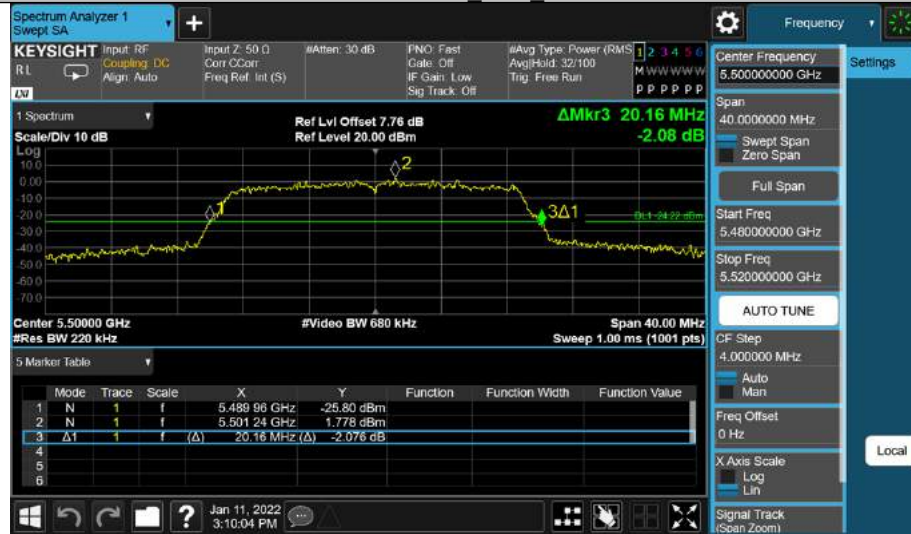 Spectrum Analyzer 1
Swept SA
+
Frequency
KEYSIGHT
RL
LXI
Input: RF
Coupling: DC
Align: Auto
Input Z: 50 Ω
Corr CCorr
Freq Ref: Int (S)
#Atten: 30 dB
PNO: Fast
Gate: Off
IF Gain: Low
Sig Track: Off
#Avg Type: Power (RMS
Avg|Hold: 32/100
Trig: Free Run
1 2 3 4 5 6
M W W W W W
P P P P P P
1 Spectrum
Scale/Div 10 dB
Log
Ref Lvl Offset 7.76 dB
Ref Level 20.00 dBm
ΔMkr3 20.16 MHz
-2.08 dB
10.0
0.00
-10.0
-20.0
-30.0
-40.0
-50.0
-60.0
-70.0
1
2
3Δ1
DL1 -24.22 dBm
Center 5.50000 GHz
#Res BW 220 kHz
#Video BW 680 kHz
Span 40.00 MHz
Sweep 1.00 ms (1001 pts)
5 Marker Table
Mode Trace Scale X Y Function Function Width Function Value
1 N 1 f 5.489 96 GHz -25.80 dBm
2 N 1 f 5.501 24 GHz 1.778 dBm
3 Δ1 1 f (Δ) 20.16 MHz (Δ) -2.076 dB
4
5
6
?
Jan 11, 2022
3:10:04 PM
Center Frequency
5.500000000 GHz
Span
40.0000000 MHz
Swept Span
Zero Span
Full Span
Start Freq
5.480000000 GHz
Stop Freq
5.520000000 GHz
AUTO TUNE
CF Step
4.000000 MHz
Auto
Man
Freq Offset
0 Hz
X Axis Scale
Log
Lin
Signal Track
(Span Zoom)
Settings
Local